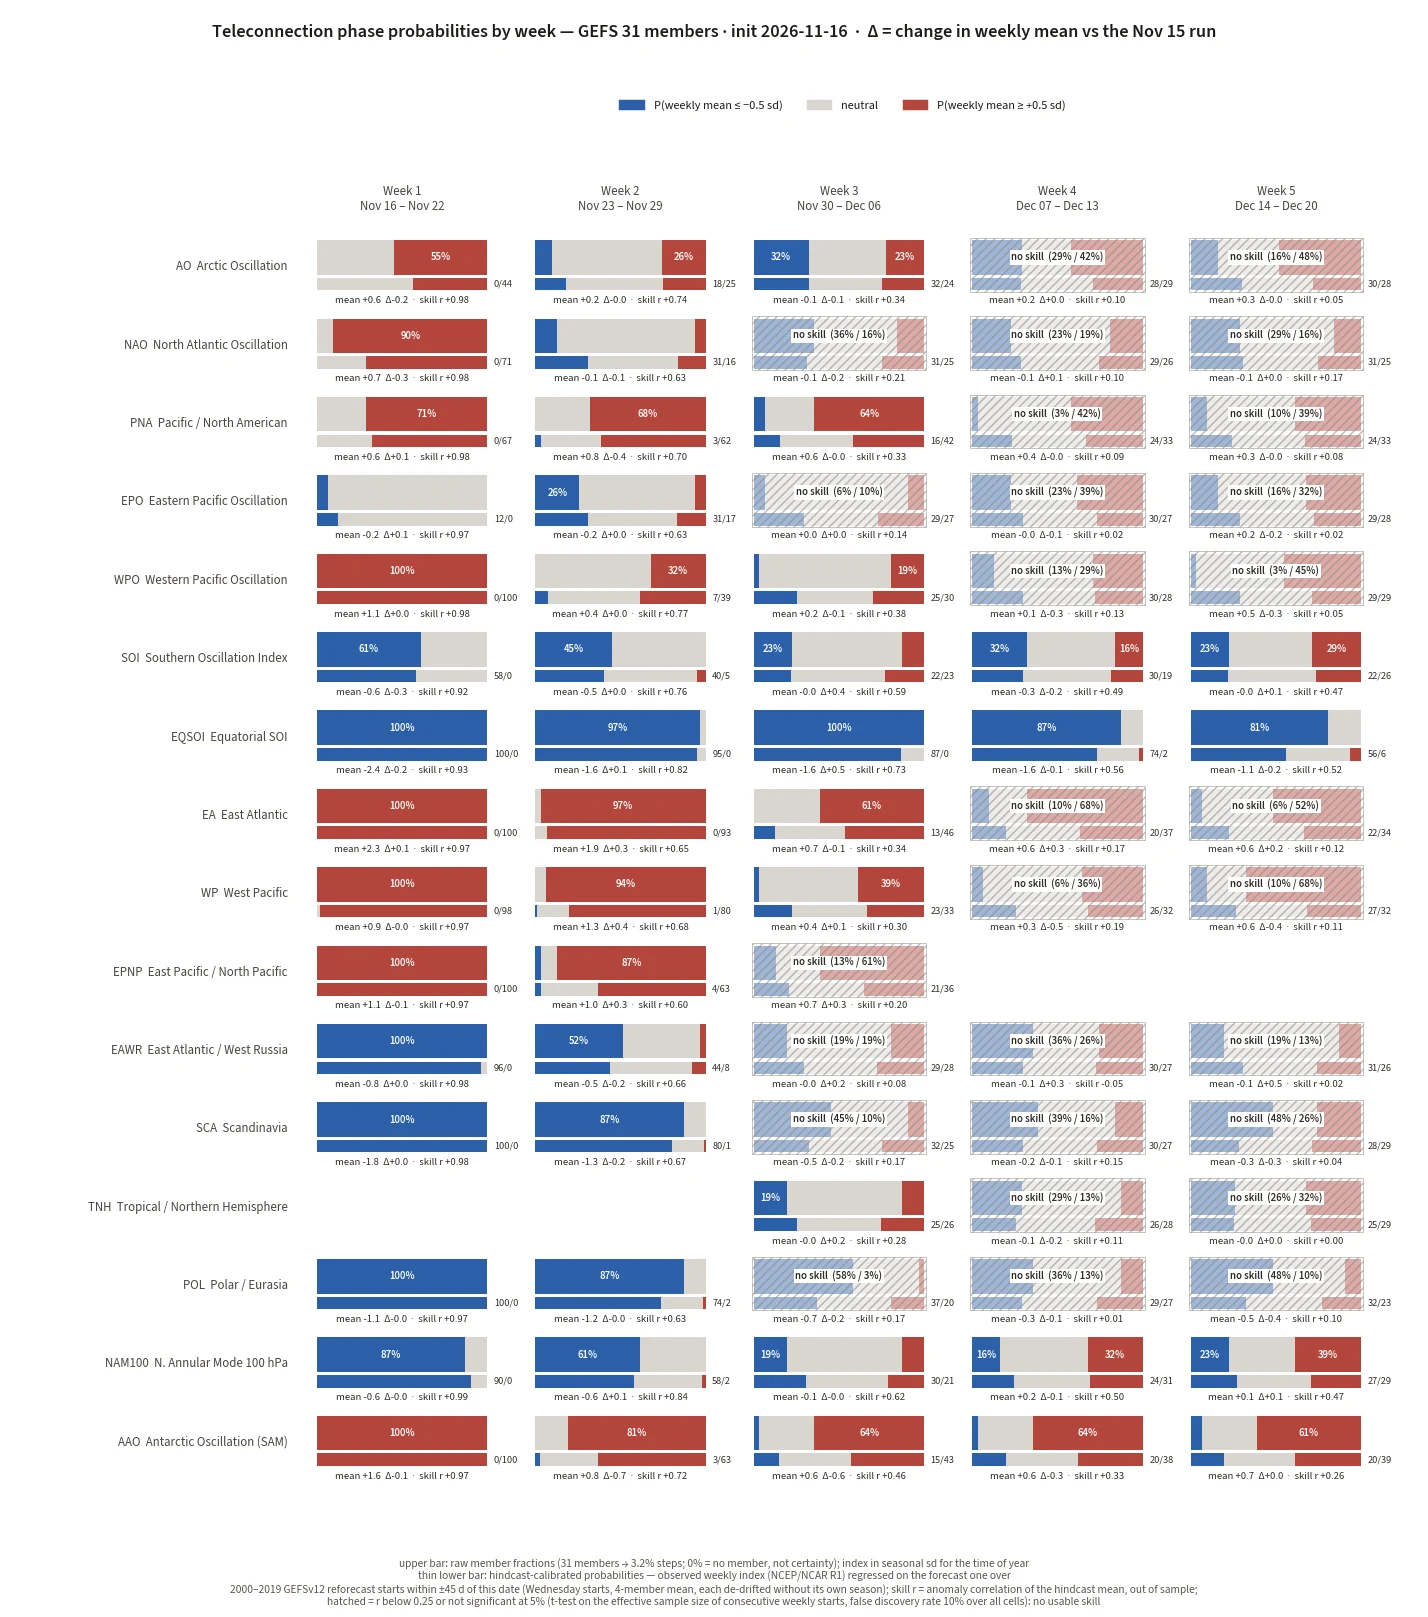 Teleconnection phase probabilities by week — GEFS 31 members · init 2026-11-16 · Δ = change in weekly mean vs the Nov 15 run
P(weekly mean ≤ −0.5 sd) neutral P(weekly mean ≥ +0.5 sd)
Week 1 Week 2 Week 3 Week 4 Week 5
Nov 16 – Nov 22 Nov 23 – Nov 29 Nov 30 – Dec 06 Dec 07 – Dec 13 Dec 14 – Dec 20
AO Arctic Oscillation
55% 26% 32% 23% no skill (29% / 42%) no skill (16% / 48%)
0/44 18/25 32/24 28/29 30/28
mean +0.6 Δ-0.2 · skill r +0.98 mean +0.2 Δ-0.0 · skill r +0.74 mean -0.1 Δ-0.1 · skill r +0.34 mean +0.2 Δ+0.0 · skill r +0.10 mean +0.3 Δ-0.0 · skill r +0.05
NAO North Atlantic Oscillation
90% no skill (36% / 16%) no skill (23% / 19%) no skill (29% / 16%)
0/71 31/16 31/25 29/26 31/25
mean +0.7 Δ-0.3 · skill r +0.98 mean -0.1 Δ-0.1 · skill r +0.63 mean -0.1 Δ-0.2 · skill r +0.21 mean -0.1 Δ+0.1 · skill r +0.10 mean -0.1 Δ+0.0 · skill r +0.17
PNA Pacific / North American
71% 68% 64% no skill (3% / 42%) no skill (10% / 39%)
0/67 3/62 16/42 24/33 24/33
mean +0.6 Δ+0.1 · skill r +0.98 mean +0.8 Δ-0.4 · skill r +0.70 mean +0.6 Δ-0.0 · skill r +0.33 mean +0.4 Δ-0.0 · skill r +0.09 mean +0.3 Δ-0.0 · skill r +0.08
EPO Eastern Pacific Oscillation
26% no skill (6% / 10%) no skill (23% / 39%) no skill (16% / 32%)
12/0 31/17 29/27 30/27 29/28
mean -0.2 Δ+0.1 · skill r +0.97 mean -0.2 Δ+0.0 · skill r +0.63 mean +0.0 Δ+0.0 · skill r +0.14 mean -0.0 Δ-0.1 · skill r +0.02 mean +0.2 Δ-0.2 · skill r +0.02
WPO Western Pacific Oscillation
100% 32% 19% no skill (13% / 29%) no skill (3% / 45%)
0/100 7/39 25/30 30/28 29/29
mean +1.1 Δ+0.0 · skill r +0.98 mean +0.4 Δ+0.0 · skill r +0.77 mean +0.2 Δ-0.1 · skill r +0.38 mean +0.1 Δ-0.3 · skill r +0.13 mean +0.5 Δ-0.3 · skill r +0.05
SOI Southern Oscillation Index
61% 45% 23% 32% 16% 23% 29%
58/0 40/5 22/23 30/19 22/26
mean -0.6 Δ-0.3 · skill r +0.92 mean -0.5 Δ+0.0 · skill r +0.76 mean -0.0 Δ+0.4 · skill r +0.59 mean -0.3 Δ-0.2 · skill r +0.49 mean -0.0 Δ+0.1 · skill r +0.47
EQSOI Equatorial SOI
100% 97% 100% 87% 81%
100/0 95/0 87/0 74/2 56/6
mean -2.4 Δ-0.2 · skill r +0.93 mean -1.6 Δ+0.1 · skill r +0.82 mean -1.6 Δ+0.5 · skill r +0.73 mean -1.6 Δ-0.1 · skill r +0.56 mean -1.1 Δ-0.2 · skill r +0.52
EA East Atlantic
100% 97% 61% no skill (10% / 68%) no skill (6% / 52%)
0/100 0/93 13/46 20/37 22/34
mean +2.3 Δ+0.1 · skill r +0.97 mean +1.9 Δ+0.3 · skill r +0.65 mean +0.7 Δ-0.1 · skill r +0.34 mean +0.6 Δ+0.3 · skill r +0.17 mean +0.6 Δ+0.2 · skill r +0.12
WP West Pacific
100% 94% 39% no skill (6% / 36%) no skill (10% / 68%)
0/98 1/80 23/33 26/32 27/32
mean +0.9 Δ-0.0 · skill r +0.97 mean +1.3 Δ+0.4 · skill r +0.68 mean +0.4 Δ+0.1 · skill r +0.30 mean +0.3 Δ-0.5 · skill r +0.19 mean +0.6 Δ-0.4 · skill r +0.11
EPNP East Pacific / North Pacific
100% 87% no skill (13% / 61%)
0/100 4/63 21/36
mean +1.1 Δ-0.1 · skill r +0.97 mean +1.0 Δ+0.3 · skill r +0.60 mean +0.7 Δ+0.3 · skill r +0.20
EAWR East Atlantic / West Russia
100% 52% no skill (19% / 19%) no skill (36% / 26%) no skill (19% / 13%)
96/0 44/8 29/28 30/27 31/26
mean -0.8 Δ+0.0 · skill r +0.98 mean -0.5 Δ-0.2 · skill r +0.66 mean -0.0 Δ+0.2 · skill r +0.08 mean -0.1 Δ+0.3 · skill r -0.05 mean -0.1 Δ+0.5 · skill r +0.02
SCA Scandinavia
100% 87% no skill (45% / 10%) no skill (39% / 16%) no skill (48% / 26%)
100/0 80/1 32/25 30/27 28/29
mean -1.8 Δ+0.0 · skill r +0.98 mean -1.3 Δ-0.2 · skill r +0.67 mean -0.5 Δ-0.2 · skill r +0.17 mean -0.2 Δ-0.1 · skill r +0.15 mean -0.3 Δ-0.3 · skill r +0.04
TNH Tropical / Northern Hemisphere
19% no skill (29% / 13%) no skill (26% / 32%)
25/26 26/28 25/29
mean -0.0 Δ+0.2 · skill r +0.28 mean -0.1 Δ-0.2 · skill r +0.11 mean -0.0 Δ+0.0 · skill r +0.00
POL Polar / Eurasia
100% 87% no skill (58% / 3%) no skill (36% / 13%) no skill (48% / 10%)
100/0 74/2 37/20 29/27 32/23
mean -1.1 Δ-0.0 · skill r +0.97 mean -1.2 Δ-0.0 · skill r +0.63 mean -0.7 Δ-0.2 · skill r +0.17 mean -0.3 Δ-0.1 · skill r +0.01 mean -0.5 Δ-0.4 · skill r +0.10
NAM100 N. Annular Mode 100 hPa
87% 61% 19% 16% 32% 23% 39%
90/0 58/2 30/21 24/31 27/29
mean -0.6 Δ-0.0 · skill r +0.99 mean -0.6 Δ+0.1 · skill r +0.84 mean -0.1 Δ-0.0 · skill r +0.62 mean +0.2 Δ-0.1 · skill r +0.50 mean +0.1 Δ+0.1 · skill r +0.47
AAO Antarctic Oscillation (SAM)
100% 81% 64% 64% 61%
0/100 3/63 15/43 20/38 20/39
mean +1.6 Δ-0.1 · skill r +0.97 mean +0.8 Δ-0.7 · skill r +0.72 mean +0.6 Δ-0.6 · skill r +0.46 mean +0.6 Δ-0.3 · skill r +0.33 mean +0.7 Δ+0.0 · skill r +0.26
upper bar: raw member fractions (31 members → 3.2% steps; 0% = no member, not certainty); index in seasonal sd for the time of year
thin lower bar: hindcast-calibrated probabilities — observed weekly index (NCEP/NCAR R1) regressed on the forecast one over
2000–2019 GEFSv12 reforecast starts within ±45 d of this date (Wednesday starts, 4-member mean, each de-drifted without its own season); skill r = anomaly correlation of the hindcast mean, out of sample;
hatched = r below 0.25 or not significant at 5% (t-test on the effective sample size of consecutive weekly starts, false discovery rate 10% over all cells): no usable skill